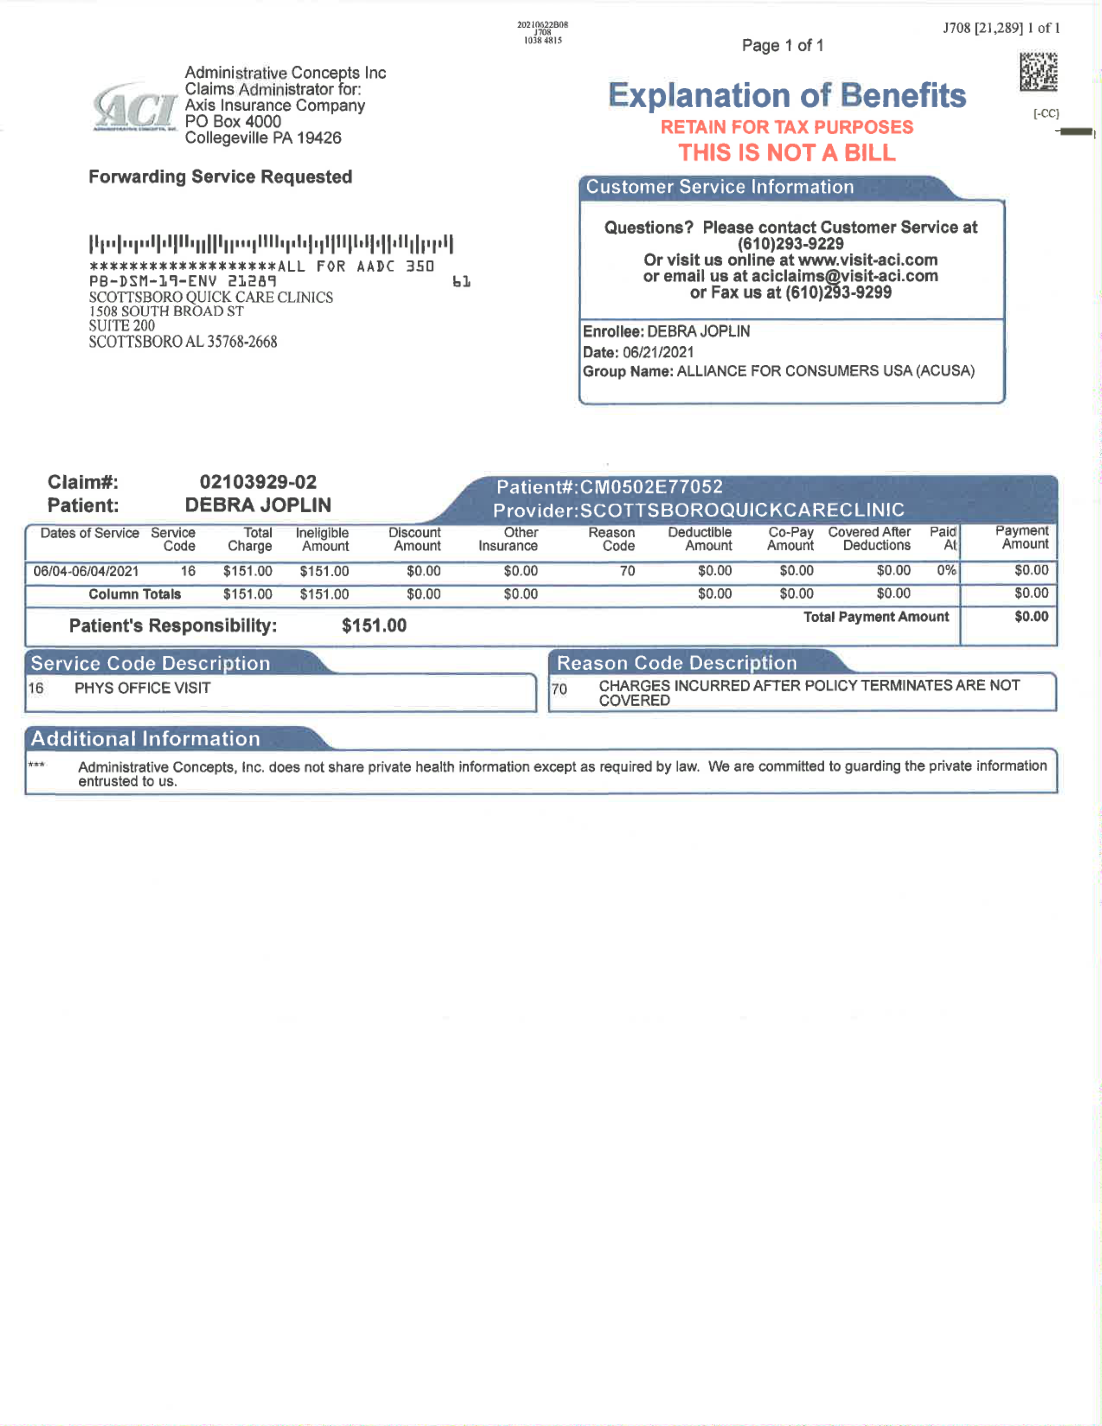 20210622B08
J708
1038 4815
J708 [21,289] 1 of 1
Page 1 of 1
[-CC]
ACI
Administrative Concepts Inc
Claims Administrator for:
Axis Insurance Company
PO Box 4000
Collegeville PA 19426
Explanation of Benefits
RETAIN FOR TAX PURPOSES
THIS IS NOT A BILL
Forwarding Service Requested
Customer Service Information
Questions? Please contact Customer Service at
(610)293-9229
Or visit us online at www.visit-aci.com
or email us at aciclaims@visit-aci.com
or Fax us at (610)293-9299
*******************ALL FOR AADC 350
PB-DSM-19-ENV 21289 61
SCOTTSBORO QUICK CARE CLINICS
1508 SOUTH BROAD ST
SUITE 200
SCOTTSBORO AL 35768-2668
Enrollee: DEBRA JOPLIN
Date: 06/21/2021
Group Name: ALLIANCE FOR CONSUMERS USA (ACUSA)
Claim#: 02103929-02
Patient: DEBRA JOPLIN
Patient#:CM0502E77052
Provider:SCOTTSBOROQUICKCARECLINIC
Dates of Service Service Code Total Charge Ineligible Amount Discount Amount Other Insurance Reason Code Deductible Amount Co-Pay Amount Covered After Deductions Paid At Payment Amount
06/04-06/04/2021 16 $151.00 $151.00 $0.00 $0.00 70 $0.00 $0.00 $0.00 0% $0.00
Column Totals $151.00 $151.00 $0.00 $0.00 $0.00 $0.00 $0.00 $0.00
Patient's Responsibility: $151.00 Total Payment Amount $0.00
Service Code Description
16 PHYS OFFICE VISIT
Reason Code Description
70 CHARGES INCURRED AFTER POLICY TERMINATES ARE NOT
COVERED
Additional Information
*** Administrative Concepts, Inc. does not share private health information except as required by law. We are committed to guarding the private information
entrusted to us.